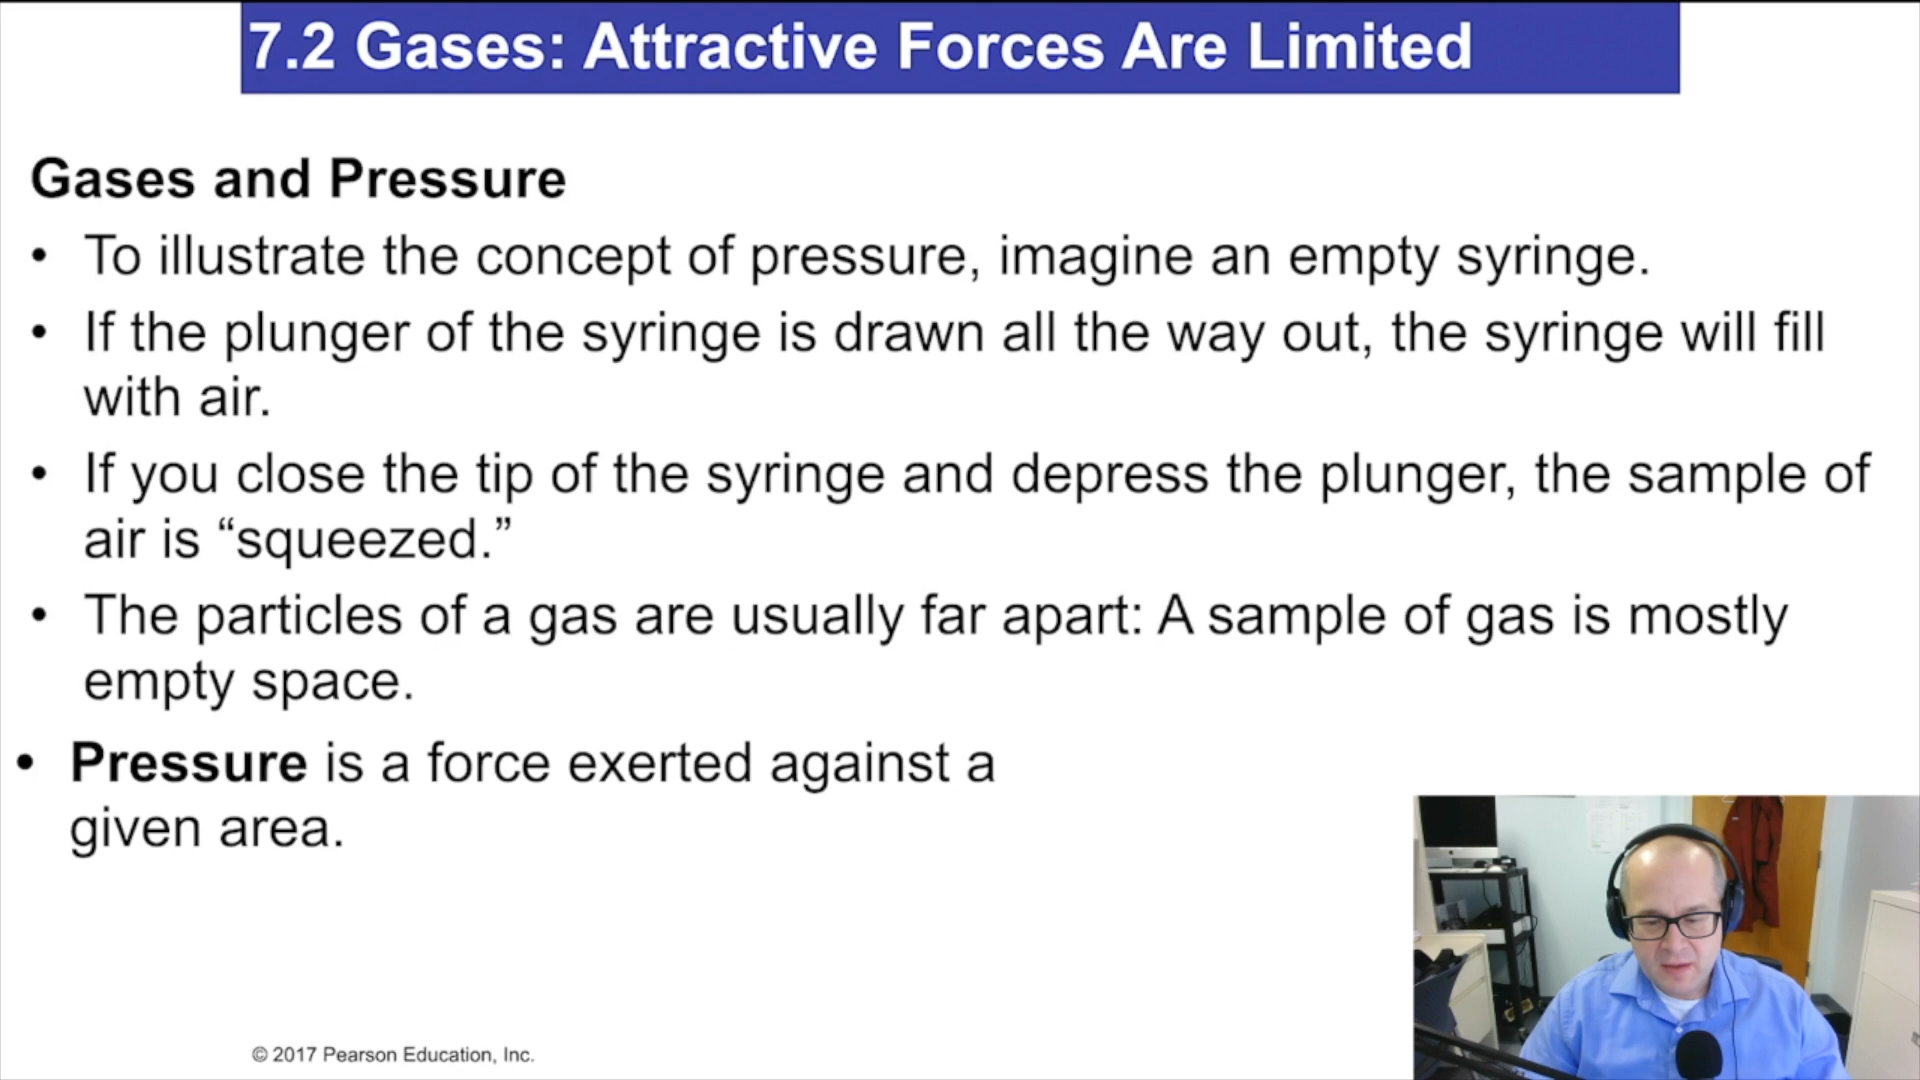 7.2 Gases: Attractive Forces Are Limited
Gases and Pressure
• To illustrate the concept of pressure, imagine an empty syringe.
• If the plunger of the syringe is drawn all the way out, the syringe will fill
with air.
• If you close the tip of the syringe and depress the plunger, the sample of
air is “squeezed.”
• The particles of a gas are usually far apart: A sample of gas is mostly
empty space.
• Pressure is a force exerted against a
given area.
© 2017 Pearson Education, Inc.